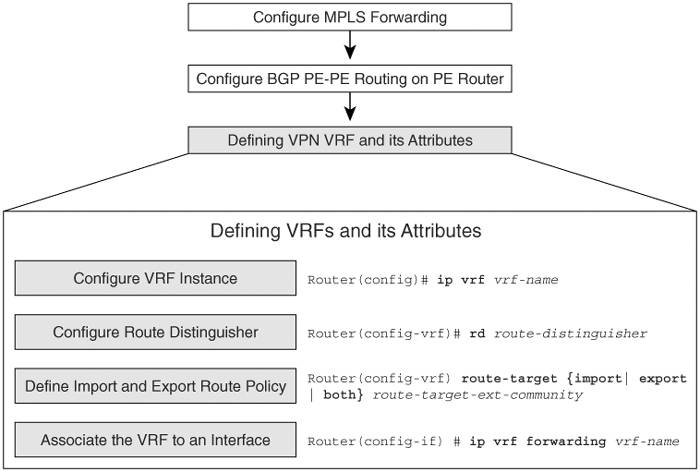 Configure MPLS Forwarding
Configure BGP PE-PE Routing on PE Router
Defining VPN VRF and its Attributes
Defining VRFs and its Attributes
Configure VRF Instance
Router(config)# ip vrf vrf-name
Configure Route Distinguisher
Router(config-vrf)# rd route-distinguisher
Define Import and Export Route Policy
Router(config-vrf) route-target {import| export
| both} route-target-ext-community
Associate the VRF to an Interface
Router(config-if) # ip vrf forwarding vrf-name